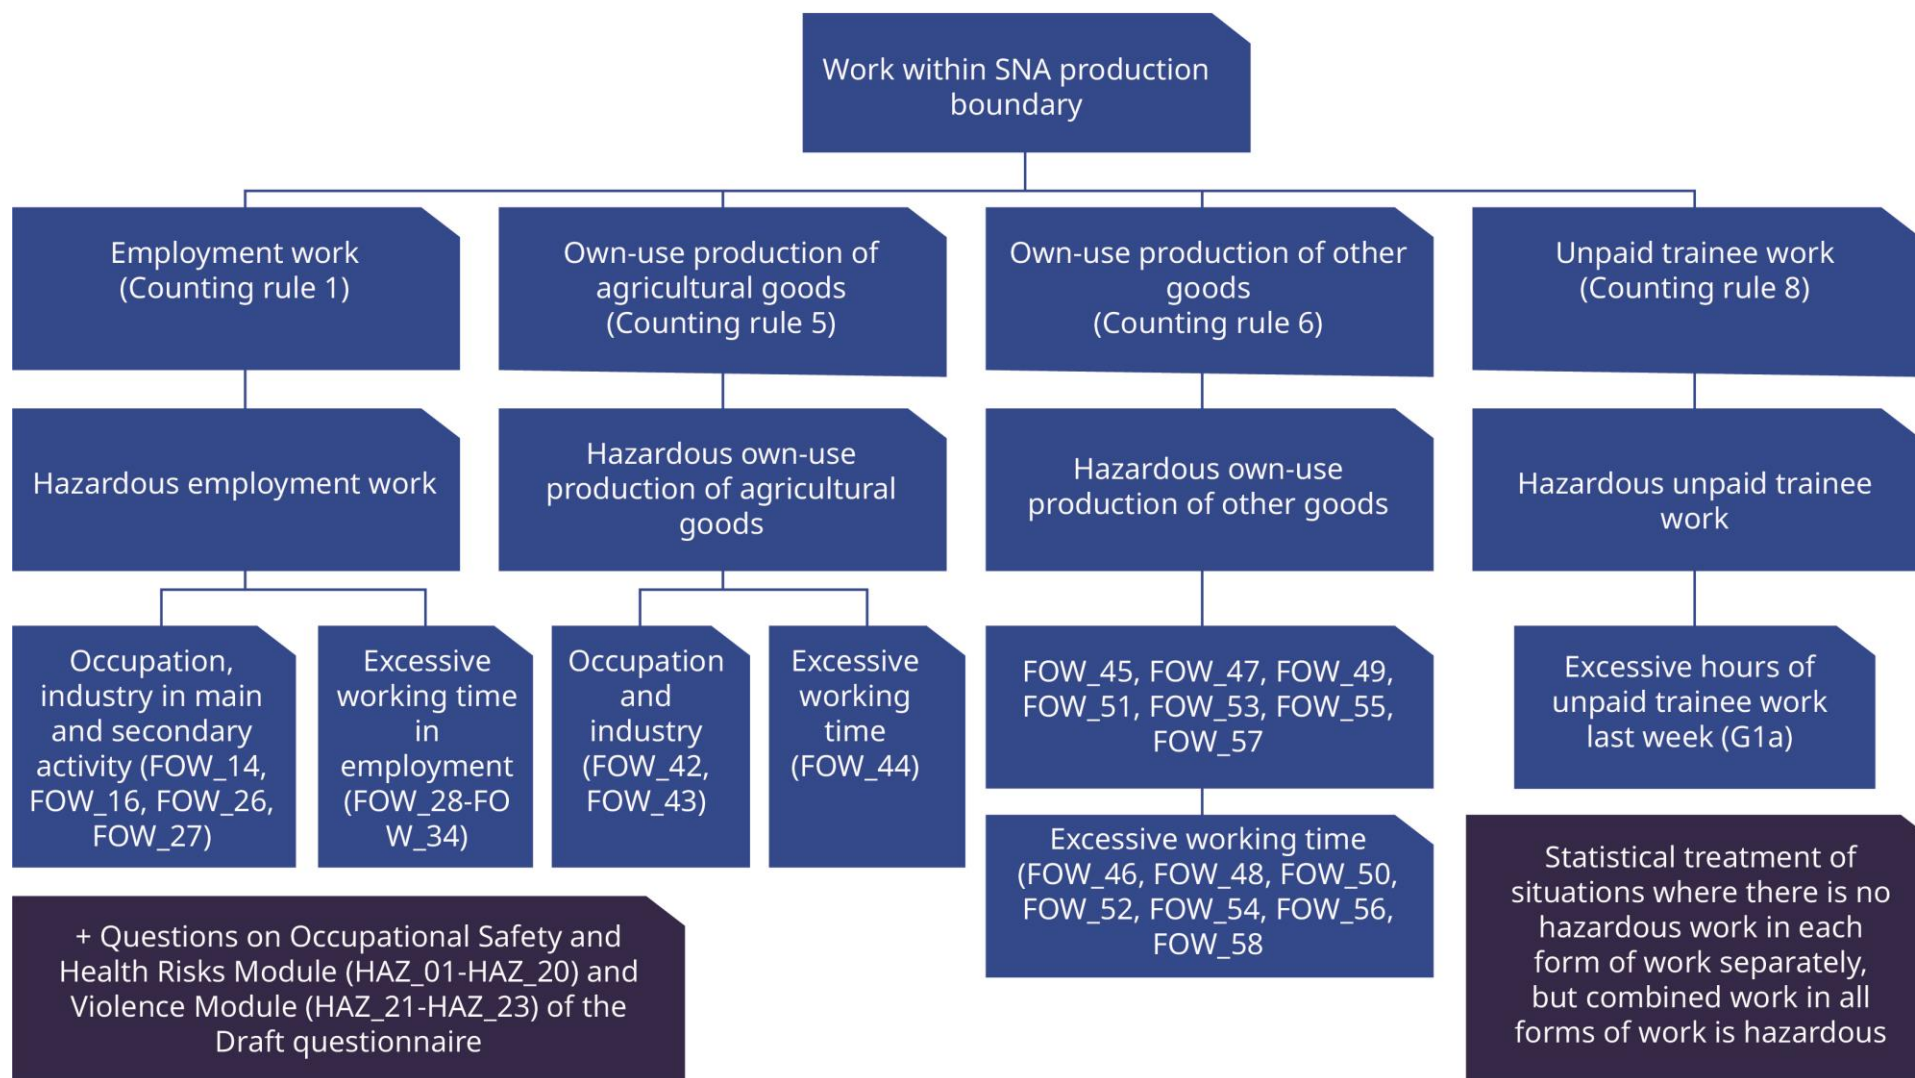 Work within SNA production
boundary
Employment work
(Counting rule 1)
Own-use production of
agricultural goods
(Counting rule 5)
Own-use production of other
goods
(Counting rule 6)
Unpaid trainee work
(Counting rule 8)
Hazardous employment work
Hazardous own-use
production of agricultural
goods
Hazardous own-use
production of other goods
Hazardous unpaid trainee
work
Occupation,
industry in main
and secondary
activity (FOW_14,
FOW_16, FOW_26,
FOW_27)
Excessive
working time
in
employment
(FOW_28-FO
W_34)
Occupation
and
industry
(FOW_42,
FOW_43)
Excessive
working
time
(FOW_44)
FOW_45, FOW_47, FOW_49,
FOW_51, FOW_53, FOW_55,
FOW_57
Excessive working time
(FOW_46, FOW_48, FOW_50,
FOW_52, FOW_54, FOW_56,
FOW_58
Excessive hours of
unpaid trainee work
last week (G1a)
+ Questions on Occupational Safety and
Health Risks Module (HAZ_01-HAZ_20) and
Violence Module (HAZ_21-HAZ_23) of the
Draft questionnaire
Statistical treatment of
situations where there is no
hazardous work in each
form of work separately,
but combined work in all
forms of work is hazardous